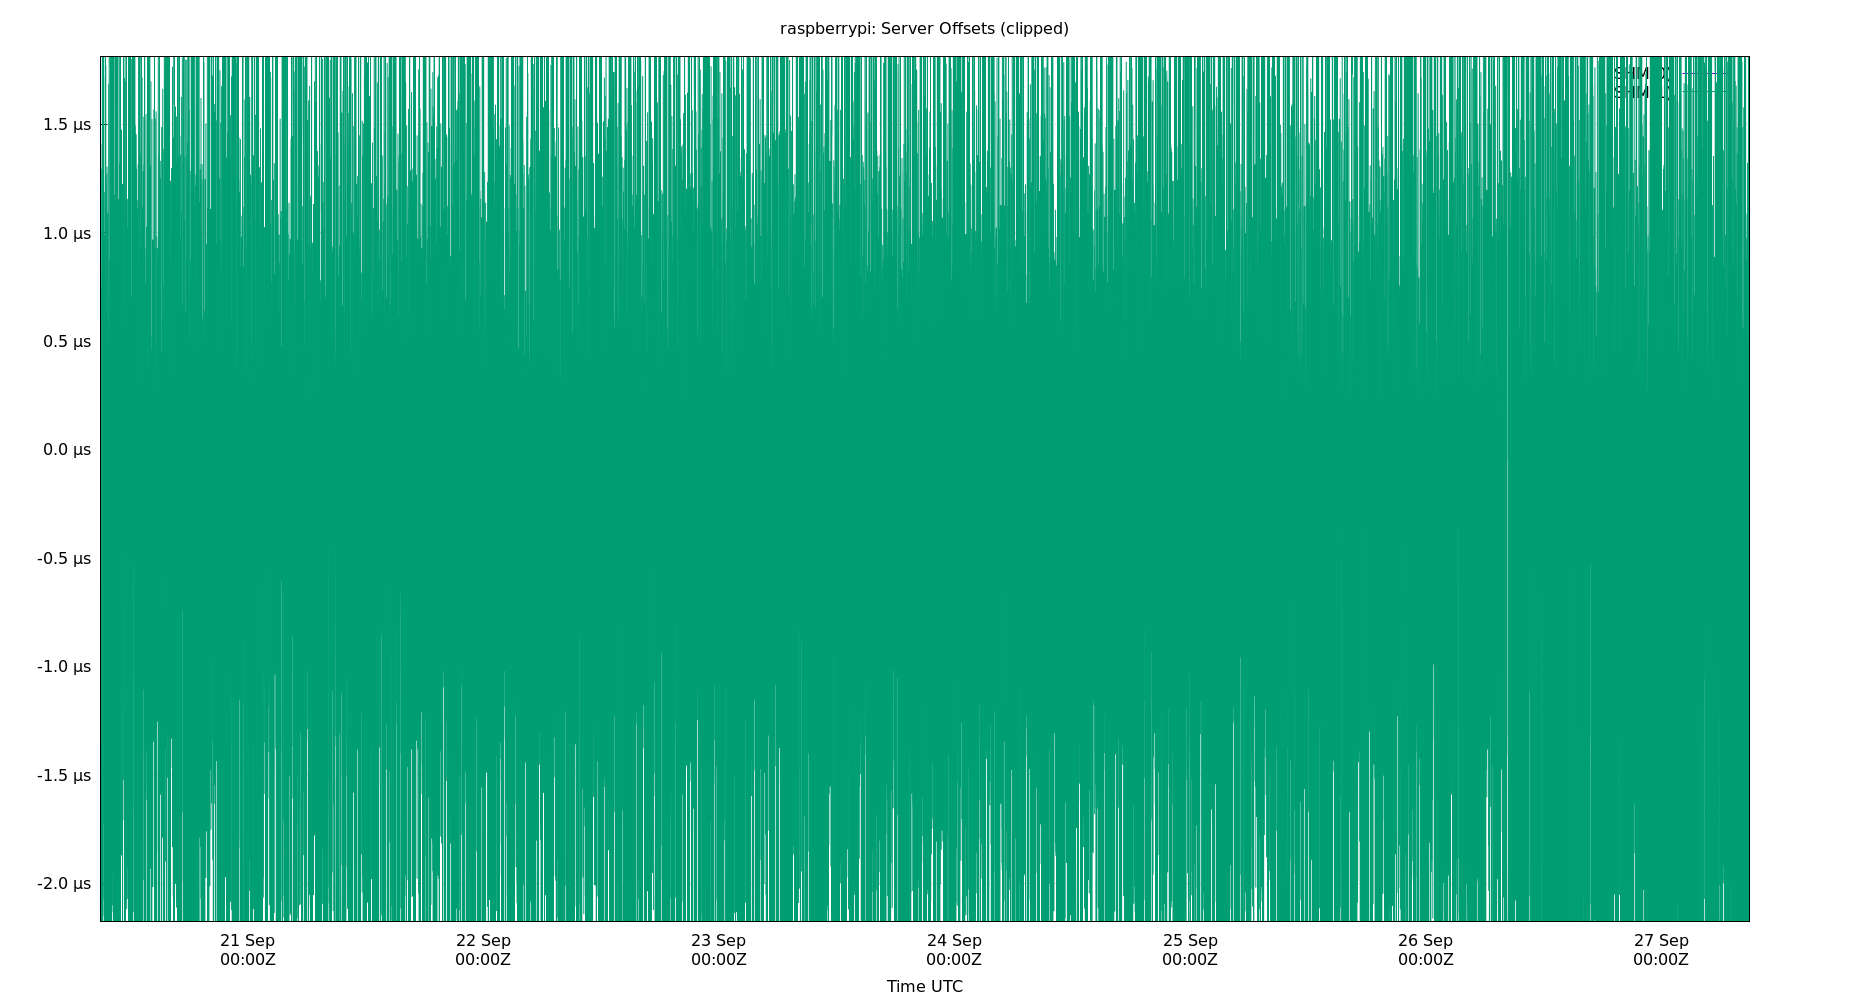 raspberrypi: Server Offsets (clipped)
1.5 µs
1.0 µs
0.5 µs
0.0 µs
-0.5 µs
-1.0 µs
-1.5 µs
-2.0 µs
21 Sep 22 Sep 23 Sep 24 Sep 25 Sep 26 Sep 27 Sep
00:00Z 00:00Z 00:00Z 00:00Z 00:00Z 00:00Z 00:00Z
Time UTC